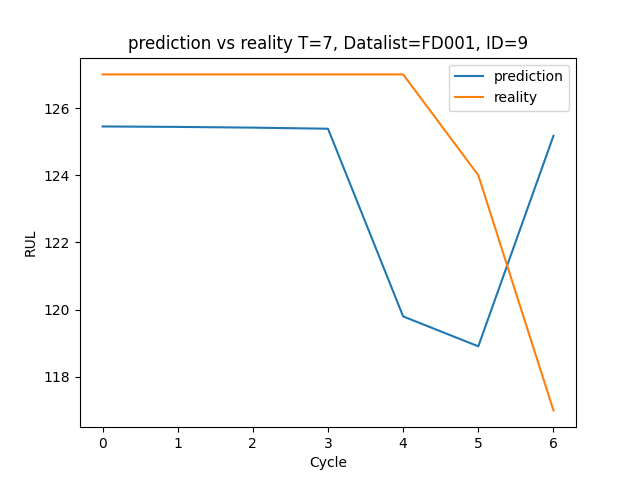 prediction vs reality T=7, Datalist=FD001, ID=9
prediction
reality
RUL
126
124
122
120
118
0 1 2 3 4 5 6
Cycle